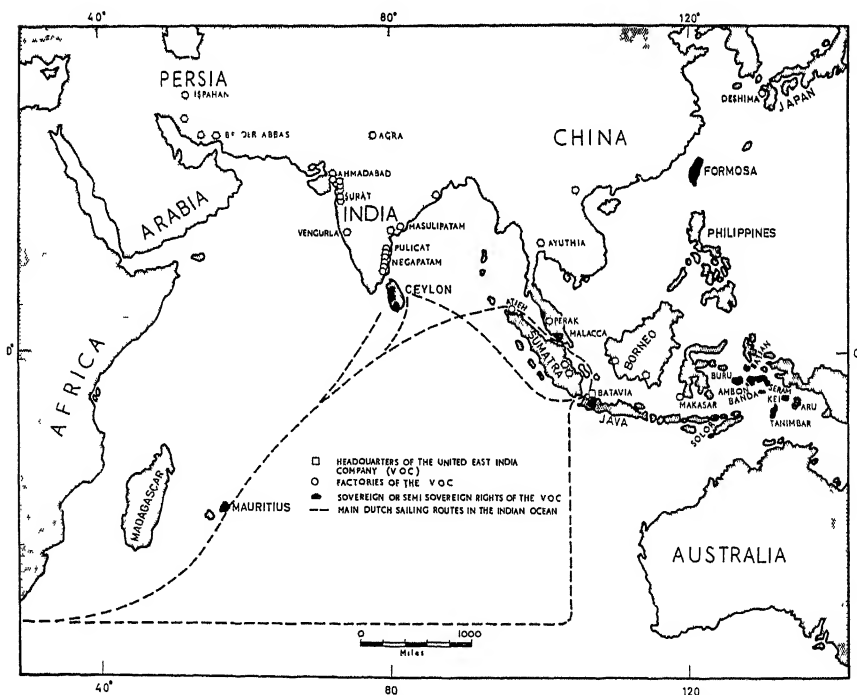 40°
80°
120°
PERSIA
ISPAHAN
ABBAS
AGRA
CHINA
DESHIMA
JAPAN
ARABIA
AHMADABAD
SURAT
INDIA
VENGURLA
MASULIPATAM
PULICAT
NEGAPATAM
CEYLON
AYUTHIA
FORMOSA
PHILIPPINES
AFRICA
0°
ATJEH
PERAK
MALACCA
SUMATRA
BORNEO
BATAVIA
JAVA
MAKASAR
BURU
AMBON
BANDA
SERAM
KEI
ARU
TANIMBAR
SOLOR
MADAGASCAR
MAURITIUS
HEADQUARTERS OF THE UNITED EAST INDIA
COMPANY (VOC)
FACTORIES OF THE VOC
SOVEREIGN OR SEMI SOVEREIGN RIGHTS OF THE VOC
MAIN DUTCH SAILING ROUTES IN THE INDIAN OCEAN
AUSTRALIA
0 1000
Miles
40°
80
120